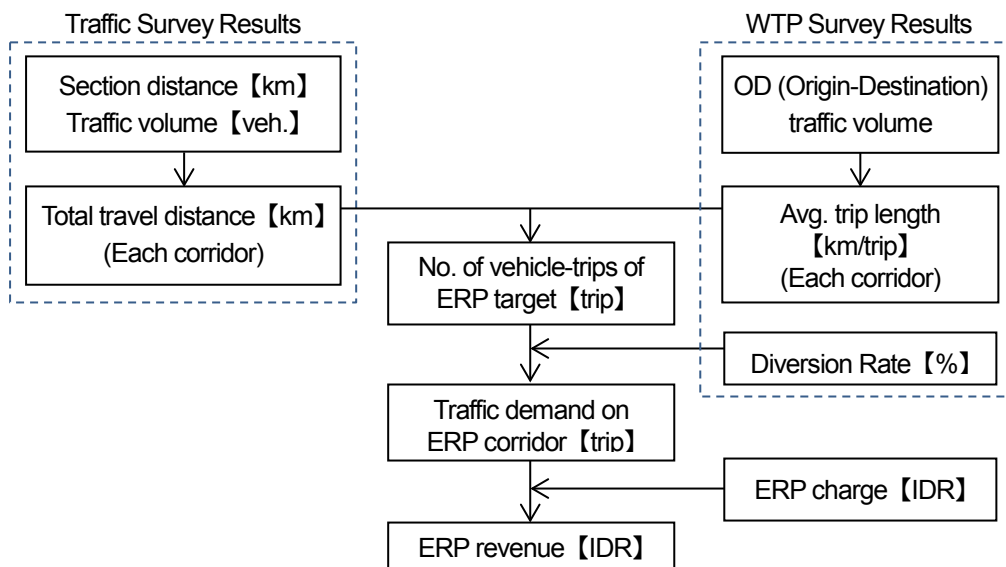 Traffic Survey Results
Section distance【km】
Traffic volume【veh.】
Total travel distance【km】
(Each corridor)
WTP Survey Results
OD (Origin-Destination)
traffic volume
Avg. trip length
【km/trip】
(Each corridor)
No. of vehicle-trips of
ERP target【trip】
Diversion Rate【%】
Traffic demand on
ERP corridor【trip】
ERP charge【IDR】
ERP revenue【IDR】